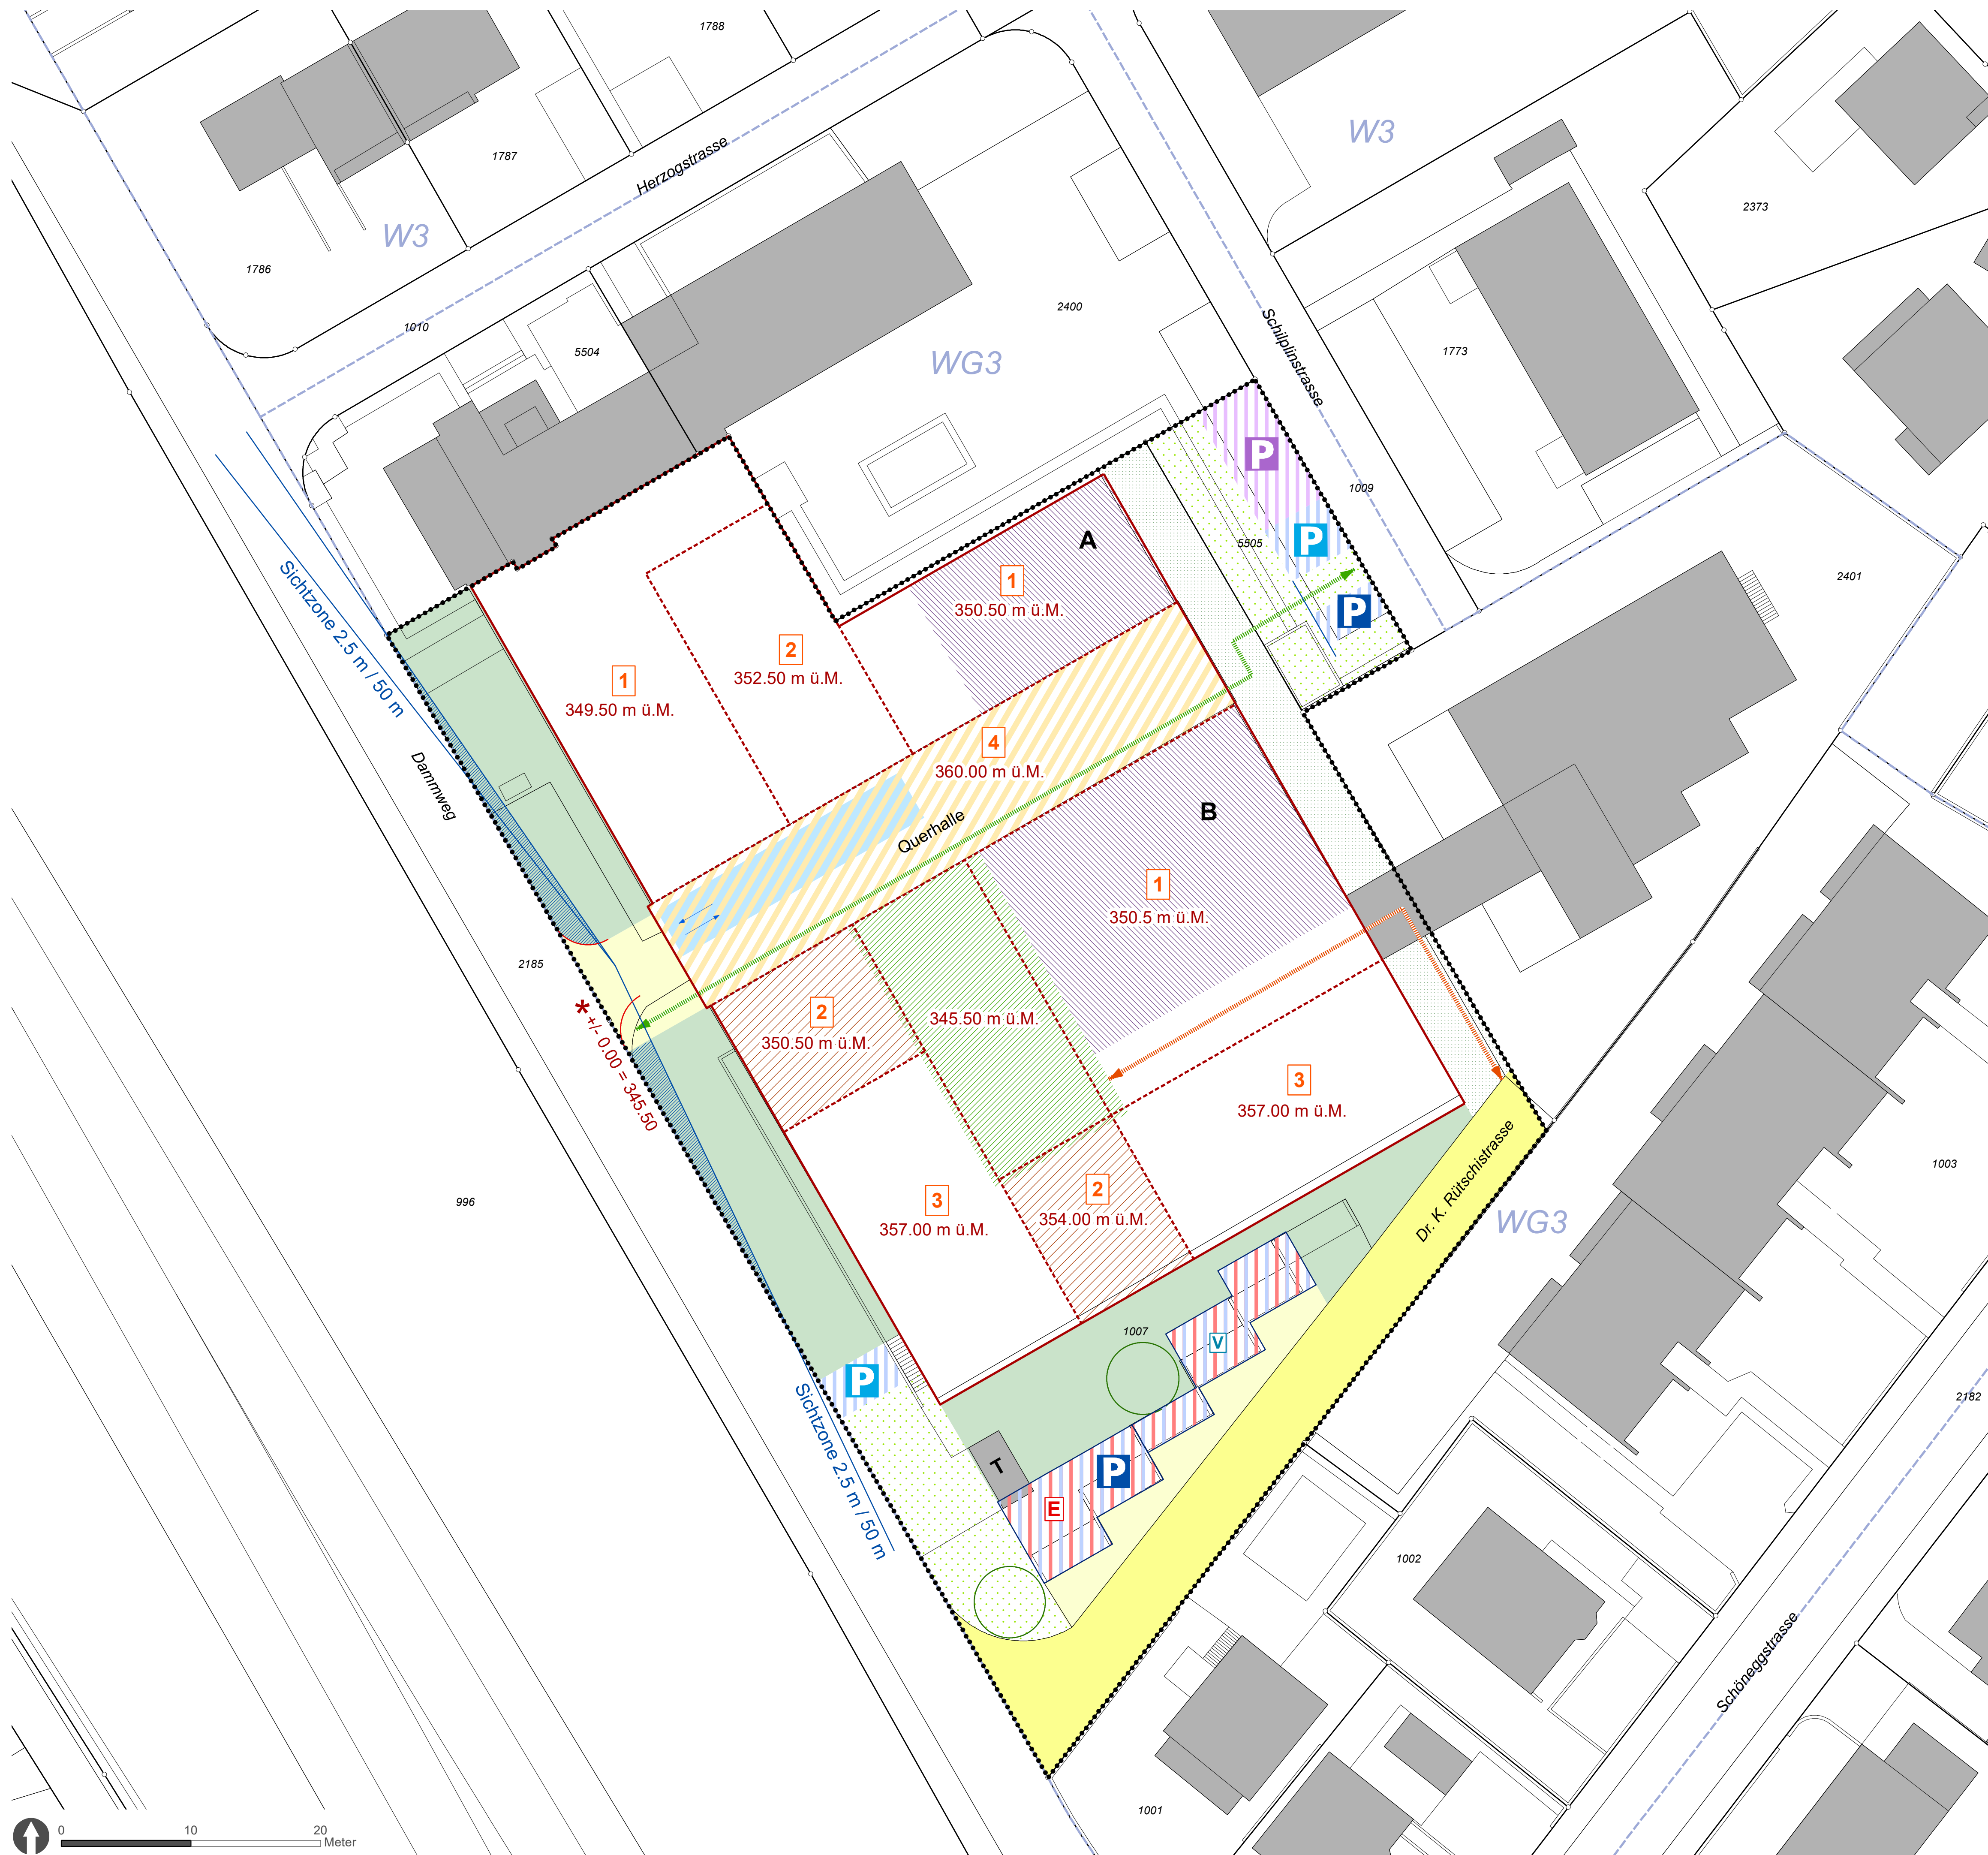 1788
W3
1787
Herzogstrasse
W3
2373
1786
2400
1010
5504
Schilplinstrasse
1773
WG3
P
1009
A
P
5505
2401
Sichtzone 2.5 m / 50 m
1
350.50 m ü.M.
P
2
352.50 m ü.M.
1
349.50 m ü.M.
4
360.00 m ü.M.
Dammweg
B
Querhalle
1
350.5 m ü.M.
2185
2
350.50 m ü.M.
345.50 m ü.M.
* +/- 0.00 = 345.50
3
357.00 m ü.M.
Dr. K. Rütschistrasse
1003
996
3
357.00 m ü.M.
2
354.00 m ü.M.
WG3
1007
V
P
2182
Sichtzone 2.5 m / 50 m
T
P
E
1002
Schöneggstrasse
1001
0 10 20
Meter